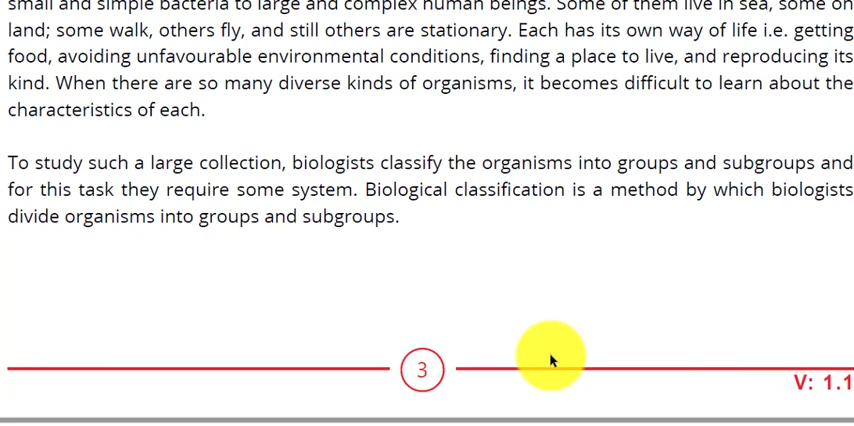 small and simple bacteria to large and complex human beings. Some of them live in sea, some on
land; some walk, others fly, and still others are stationary. Each has its own way of life i.e. getting
food, avoiding unfavourable environmental conditions, finding a place to live, and reproducing its
kind. When there are so many diverse kinds of organisms, it becomes difficult to learn about the
characteristics of each.
To study such a large collection, biologists classify the organisms into groups and subgroups and
for this task they require some system. Biological classification is a method by which biologists
divide organisms into groups and subgroups.
3
V: 1.1